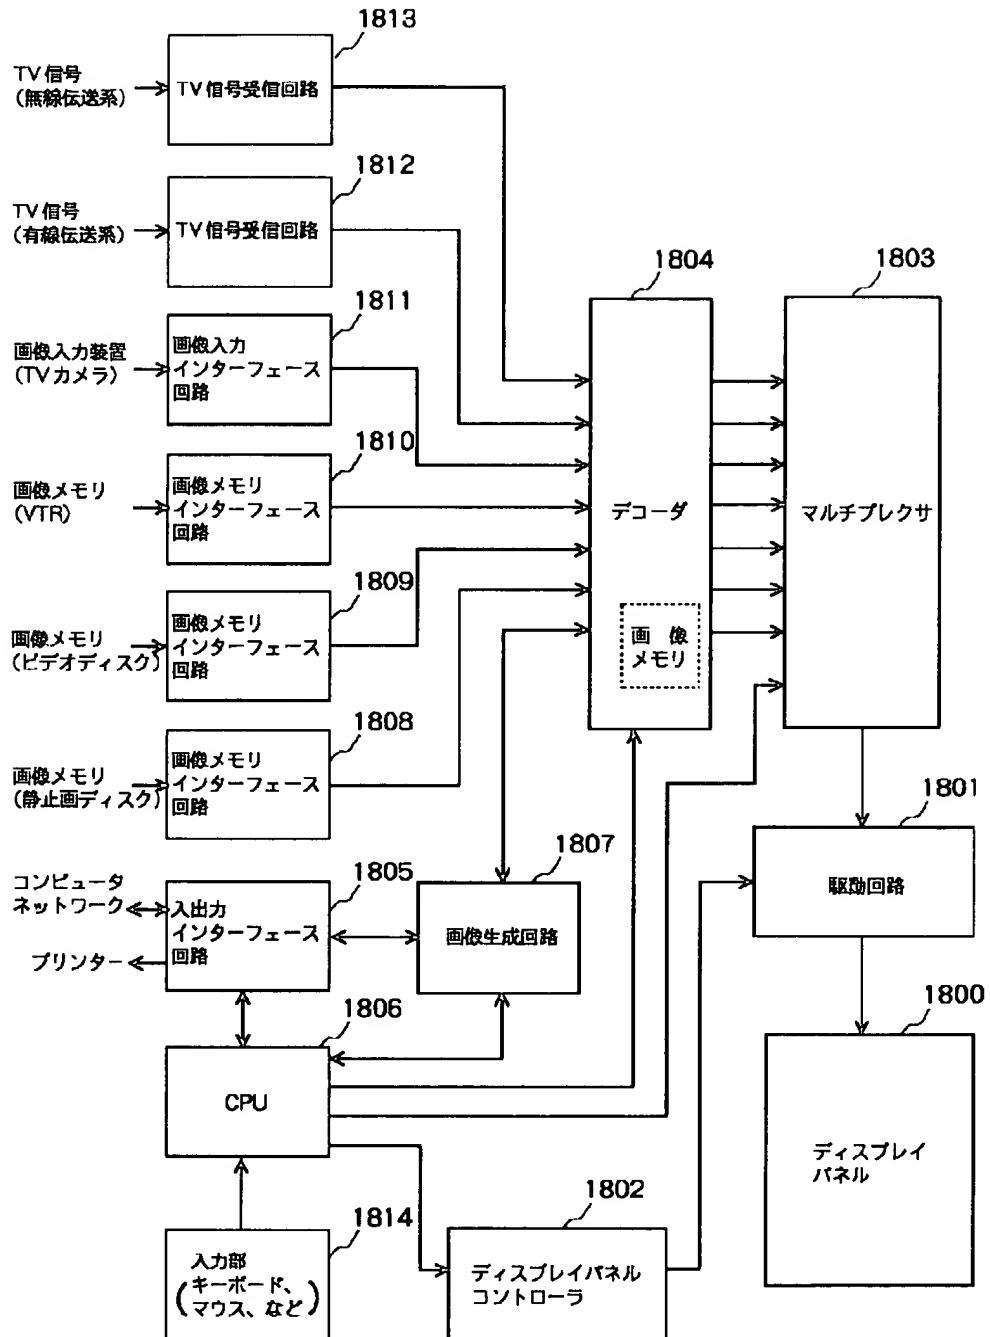 1813
TV信号
(無線伝送系)
TV信号受信回路
1812
TV信号
(有線伝送系)
TV信号受信回路
1811
画像入力装置
(TVカメラ)
画像入力
インターフェース
回路
1810
画像メモリ
(VTR)
画像メモリ
インターフェース
回路
1809
画像メモリ
(ビデオディスク)
画像メモリ
インターフェース
回路
1808
画像メモリ
(静止画ディスク)
画像メモリ
インターフェース
回路
1804
デコーダ
画 像
メモリ
1803
マルチプレクサ
1805
コンピュータ
ネットワーク
プリンター
入出力
インターフェース
回路
1807
画像生成回路
1801
駆動回路
1806
CPU
1800
ディスプレイ
パネル
1814
入力部
(キーボード、
マウス、など)
1802
ディスプレイパネル
コントローラ